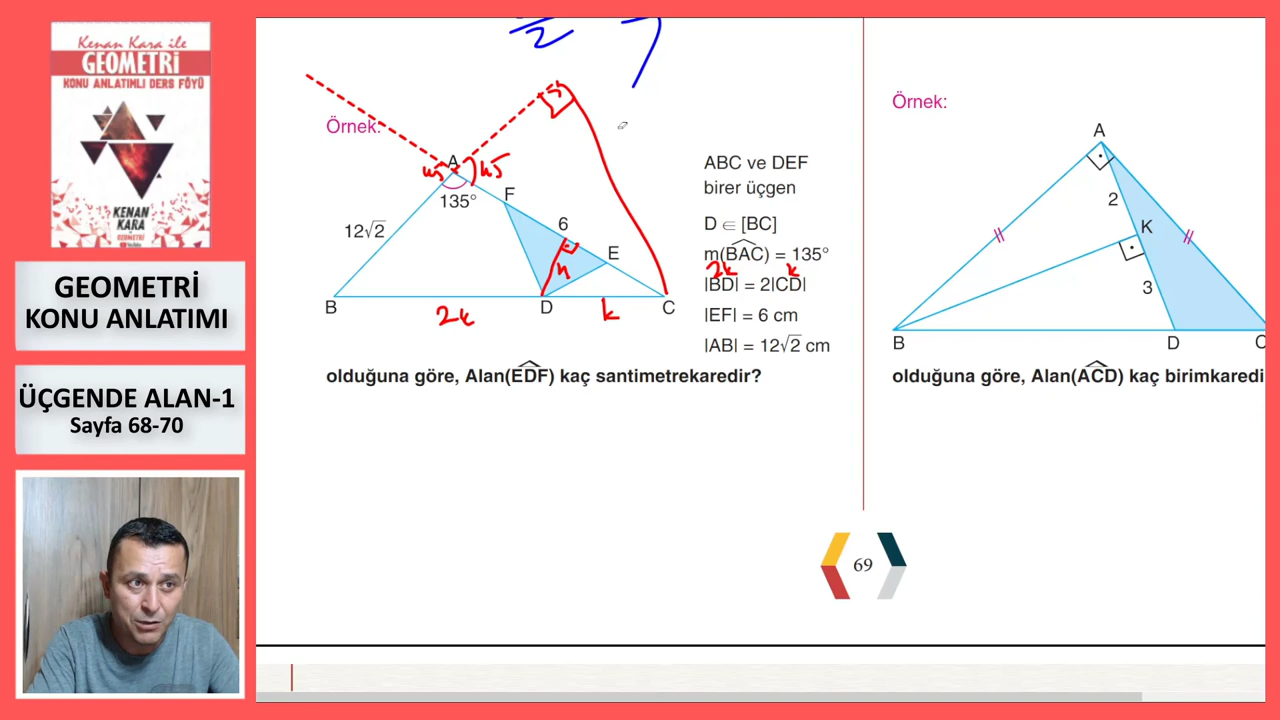 Kenan Kara ile
GEOMETRİ
KONU ANLATIMLI DERS FÖYÜ
KENAN
KARA
GEOMETRİ
KONU ANLATIMI
ÜÇGENDE ALAN-1
Sayfa 68-70
2
Örnek:
A
45
45
135°
F
12√2
6
E
h
B
D
C
2k
k
ABC ve DEF
birer üçgen
D ∈ [BC]
m(BAC) = 135°
2k k
|BD| = 2|CD|
|EF| = 6 cm
|AB| = 12√2 cm
olduğuna göre, Alan(EDF) kaç santimetrekaredir?
Örnek:
A
2
K
3
B
D
C
olduğuna göre, Alan(ACD) kaç birimkaredi
69